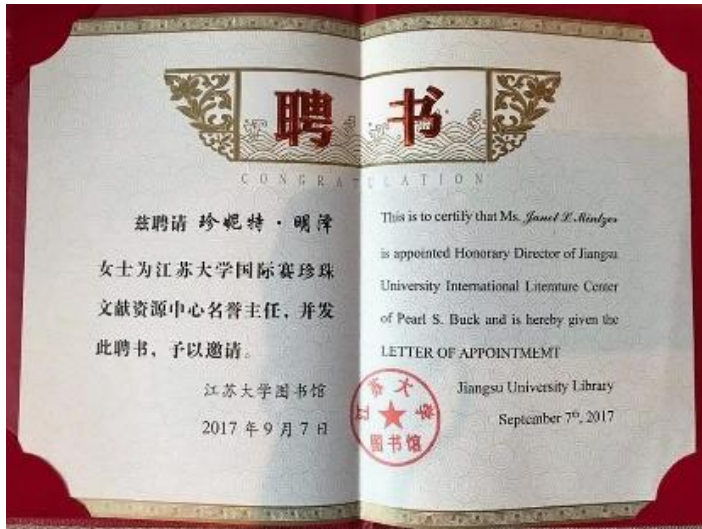 聘书
CONGRATULATION
兹聘请 珍妮特·明泽
女士为江苏大学国际赛珍珠
文献资源中心名誉主任，并发
此聘书，予以邀请。
江苏大学图书馆
2017年9月7日
This is to certify that Ms. Janet L Mintzer
is appointed Honorary Director of Jiangsu
University International Literature Center
of Pearl S. Buck and is hereby given the
LETTER OF APPOINTMEMT
Jiangsu University Library
September 7th, 2017
江苏大学
图书馆